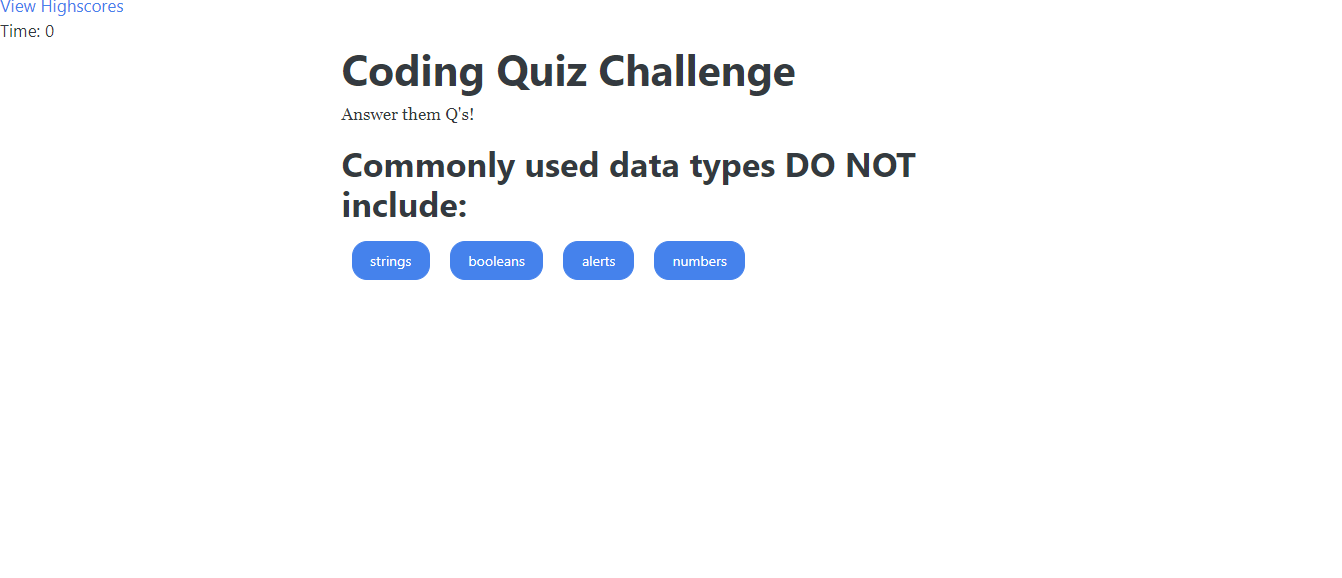 View Highscores
Time: 0
Coding Quiz Challenge
Answer them Q's!
Commonly used data types DO NOT
include:
strings booleans alerts numbers